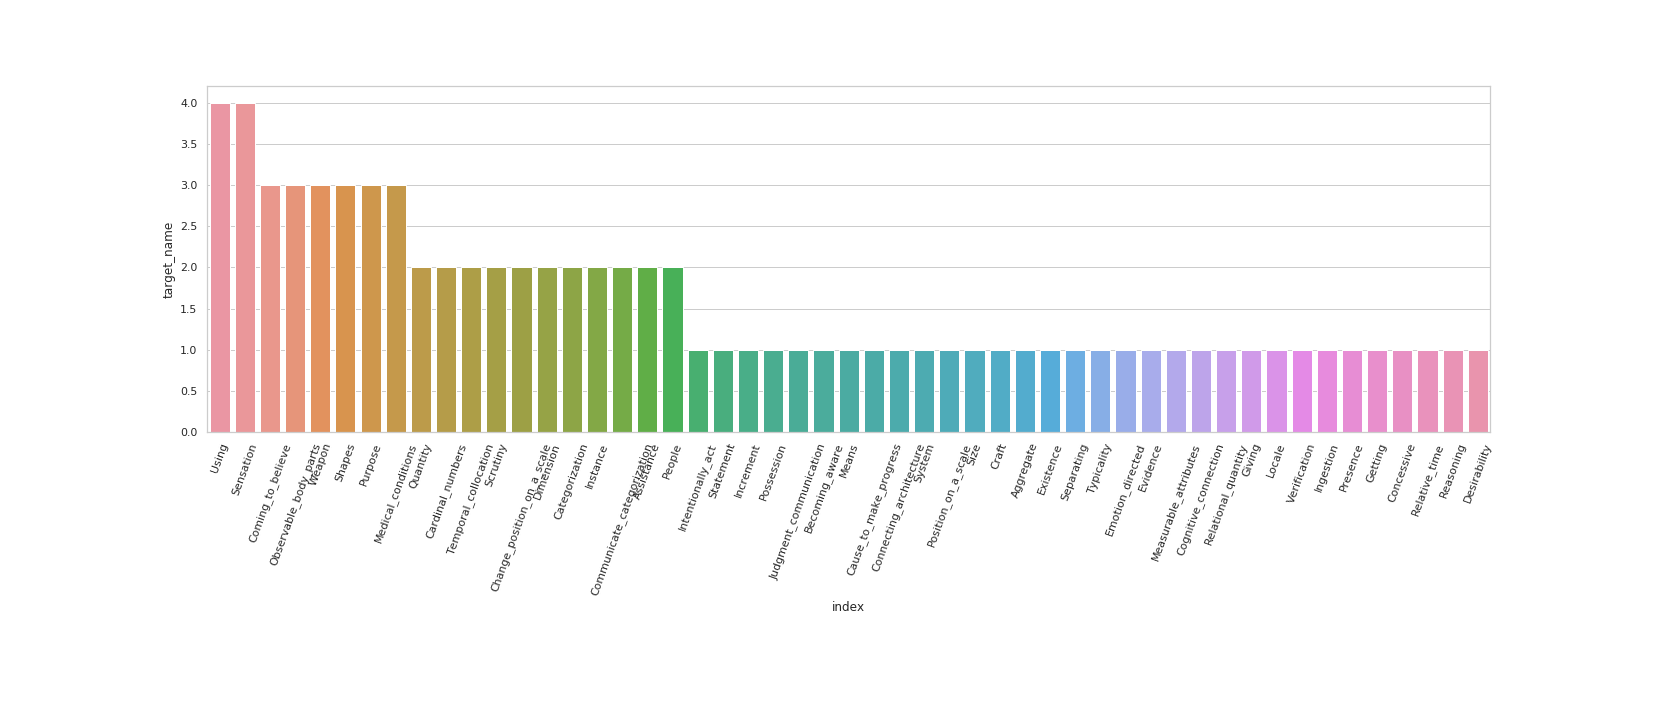 4.0
3.5
3.0
2.5
2.0
1.5
1.0
0.5
0.0
target_name
Using
Sensation
Coming_to_believe
Observable_body_parts
Weapon
Shapes
Purpose
Medical_conditions
Quantity
Cardinal_numbers
Temporal_collocation
Scrutiny
Change_position_on_a_scale
Dimension
Categorization
Instance
Communicate_categorization
Assistance
People
Intentionally_act
Statement
Increment
Possession
Judgment_communication
Becoming_aware
Means
Cause_to_make_progress
Connecting_architecture
System
Position_on_a_scale
Size
Craft
Aggregate
Existence
Separating
Typicality
Emotion_directed
Evidence
Measurable_attributes
Cognitive_connection
Relational_quantity
Giving
Locale
Verification
Ingestion
Presence
Getting
Concessive
Relative_time
Reasoning
Desirability
index